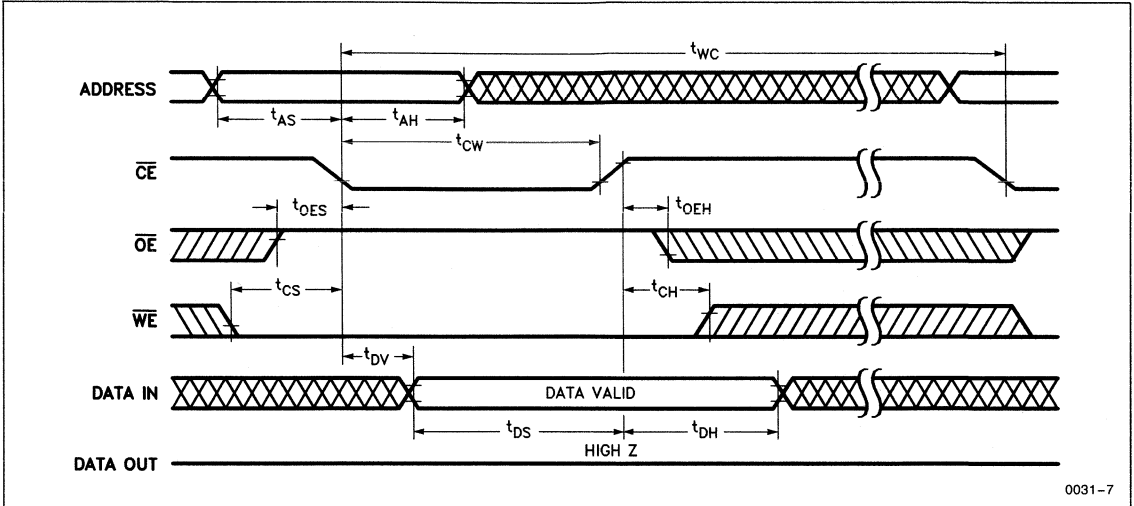 tWC
ADDRESS
tAS
tAH
tCW
CE
tOES
tOEH
OE
tCS
tCH
WE
tDV
DATA IN
DATA VALID
tDS
tDH
HIGH Z
DATA OUT
0031–7